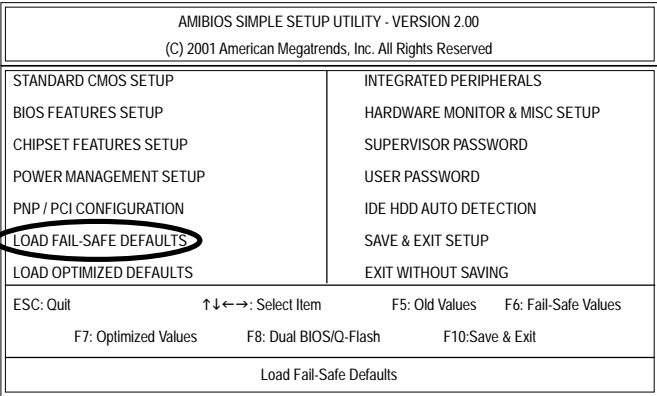 AMIBIOS SIMPLE SETUP UTILITY - VERSION 2.00
(C) 2001 American Megatrends, Inc. All Rights Reserved
STANDARD CMOS SETUP
BIOS FEATURES SETUP
CHIPSET FEATURES SETUP
POWER MANAGEMENT SETUP
PNP / PCI CONFIGURATION
LOAD FAIL-SAFE DEFAULTS
LOAD OPTIMIZED DEFAULTS
INTEGRATED PERIPHERALS
HARDWARE MONITOR & MISC SETUP
SUPERVISOR PASSWORD
USER PASSWORD
IDE HDD AUTO DETECTION
SAVE & EXIT SETUP
EXIT WITHOUT SAVING
ESC: Quit ↑↓←→: Select Item F5: Old Values F6: Fail-Safe Values
F7: Optimized Values F8: Dual BIOS/Q-Flash F10:Save & Exit
Load Fail-Safe Defaults